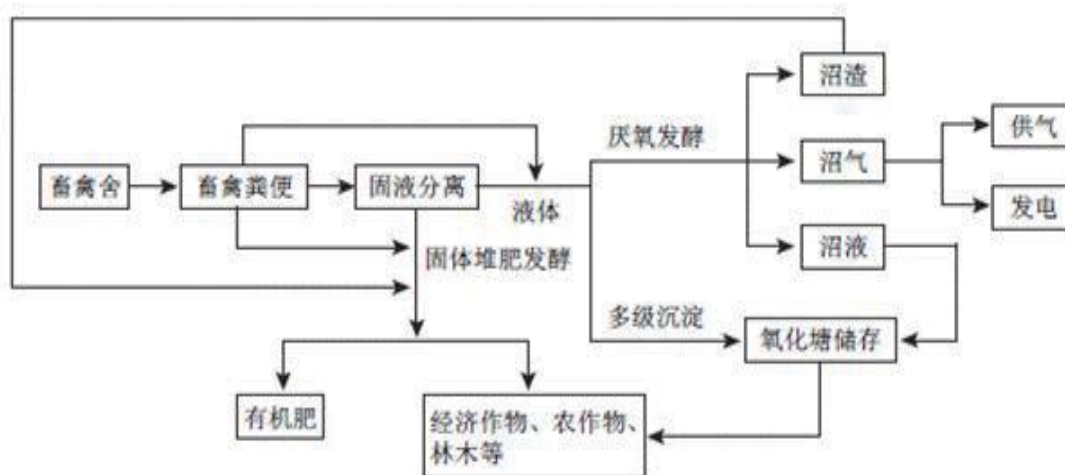 沼渣
供气
厌氧发酵
沼气
畜禽舍
畜禽粪便
固液分离
液体
发电
沼液
固体堆肥发酵
多级沉淀
氧化塘储存
有机肥
经济作物、农作物、
林木等